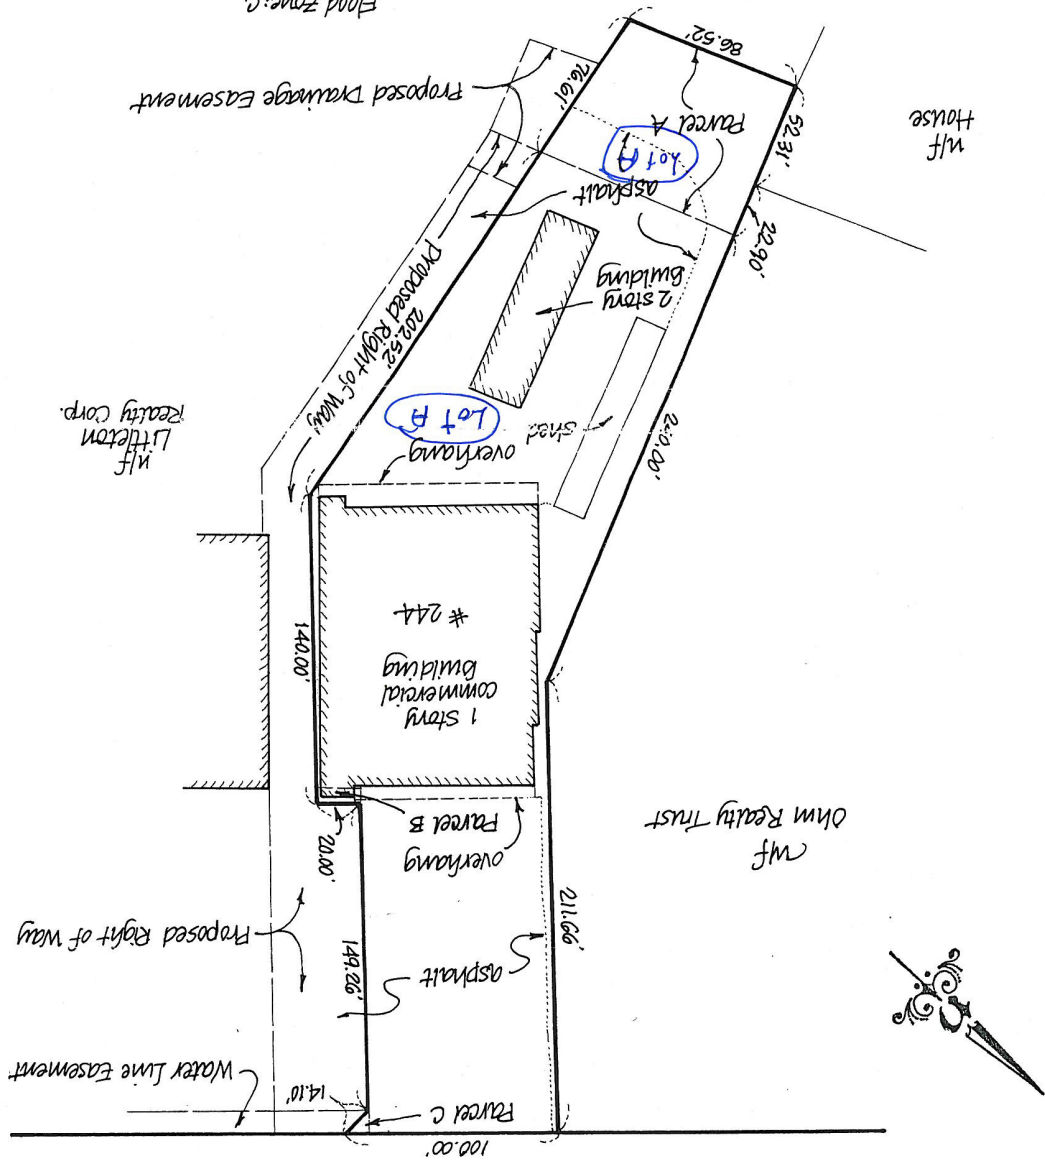 100.00'
Parcel C
14.10'
Water Line Easement
asphalt
149.26'
211.66'
Proposed Right of Way
n/f
Ohm Realty Trust
20.00'
overhang
Parcel B
1 Story
commercial
Building
# 244
140.00'
overhang
Lot A
shed
n/f
Littleton
Realty Corp.
202.52'
Proposed Right of Way
2 story
Building
22.90'
asphalt
Lot A
Parcel A
n/f
House
52.31'
Proposed Drainage Easement
76.61'
86.52'
Flood Zone: C